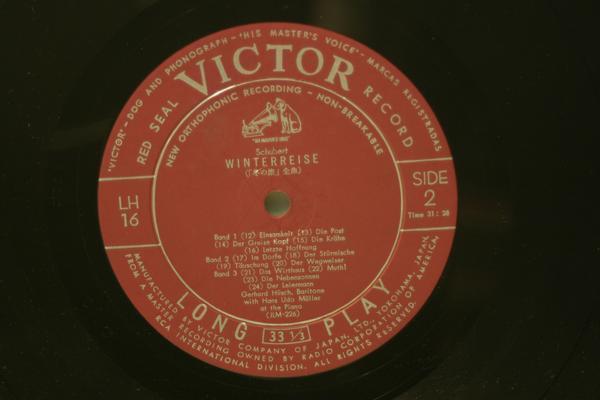 "VICTOR"-DOG AND PHONOGRAPH-"HIS MASTER'S VOICE"-MARCAS REGISTRADAS
RED SEAL VICTOR RECORD
NEW ORTHOPHONIC RECORDING - NON-BREAKABLE
"HIS MASTER'S VOICE"
Schubert
WINTERREISE
(「冬の旅」全曲)
LH
16
SIDE
2
Time 31:28
Band 1 (12) Einsamkeit (13) Die Post
(14) Der Greise Kopf (15) Die Krähe
(16) Letzte Hoffnung
Band 2 (17) Im Dorfe (18) Der Stürmische
(19) Täuschung (20) Der Wegweiser
Band 3 (21) Das Wirthaus (22) Muth!
(23) Die Nebensonnen
(24) Der Leiermann
Gerhard Hüsch, Baritone
with Hans Udo Müller
at the Piano
(JLM-226)
LONG 33 1/3 PLAY
MANUFACTURED BY VICTOR COMPANY OF JAPAN, LTD. YOKOHAMA, JAPAN,
FROM A MASTER RECORDING OWNED BY RADIO CORPORATION OF AMERICA,
RCA INTERNATIONAL DIVISION. ALL RIGHTS RESERVED.